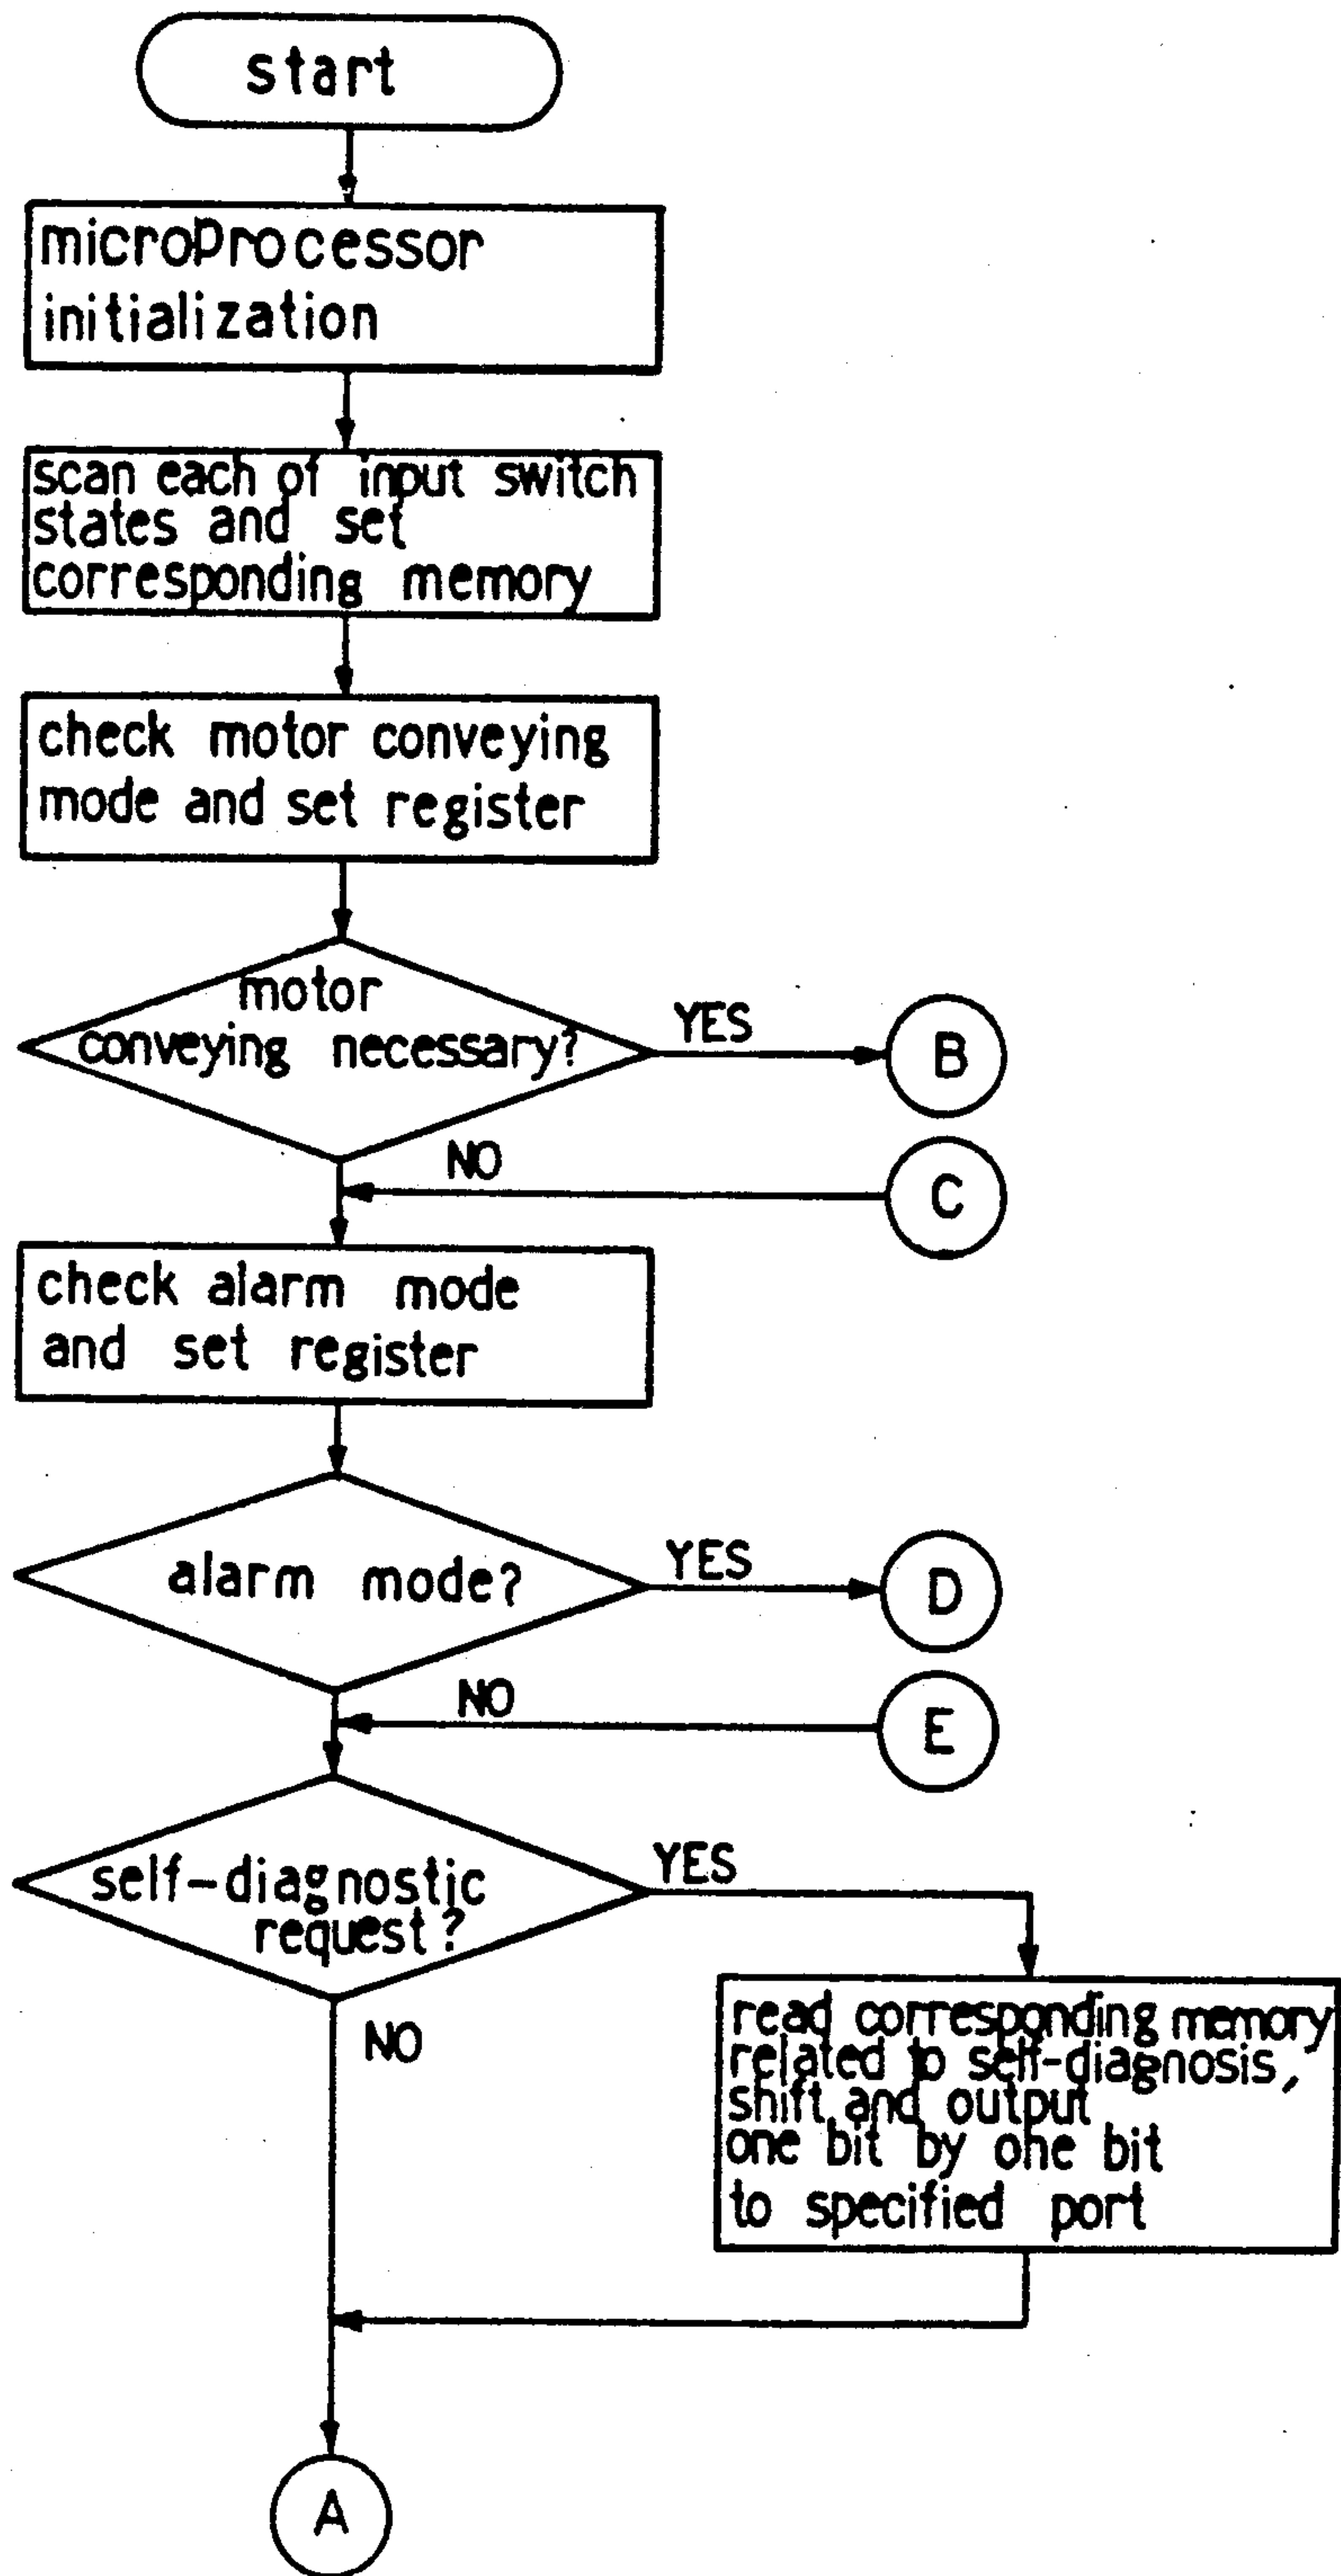 start
microprocessor
initialization
scan each of input switch
states and set
corresponding memory
check motor conveying
mode and set register
motor
conveying necessary?
YES
B
NO
C
check alarm mode
and set register
alarm mode?
YES
D
NO
E
self-diagnostic
request?
YES
NO
read corresponding memory
related to self-diagnosis,
shift and output
one bit by one bit
to specified port
A